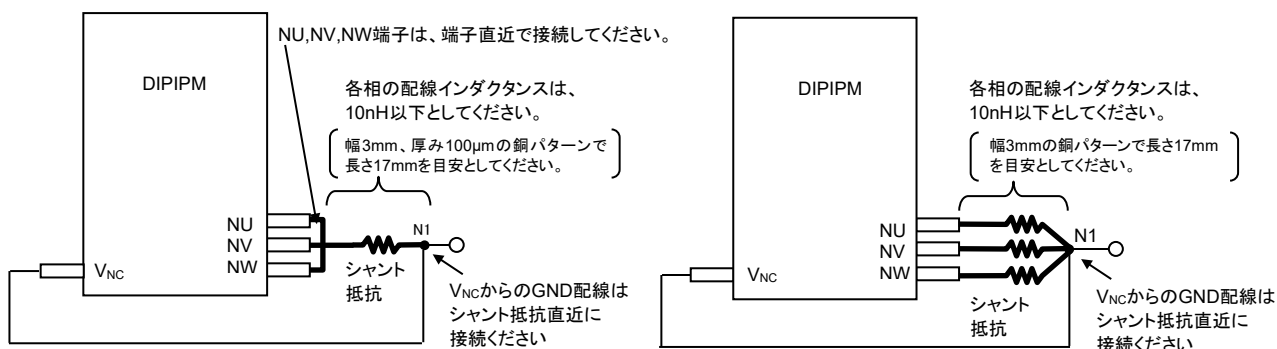 NU,NV,NW端子は、端子直近で接続してください。
DIPIPM
各相の配線インダクタンスは、
10nH以下としてください。
幅3mm、厚み100μmの銅パターンで
長さ17mmを目安としてください。
NU
NV
NW
N1
VNC
シャント
抵抗
VNCからのGND配線は
シャント抵抗直近に
接続ください
DIPIPM
各相の配線インダクタンスは、
10nH以下としてください。
幅3mmの銅パターンで長さ17mm
を目安としてください。
NU
NV
NW
N1
VNC
シャント
抵抗
VNCからのGND配線は
シャント抵抗直近に
接続ください